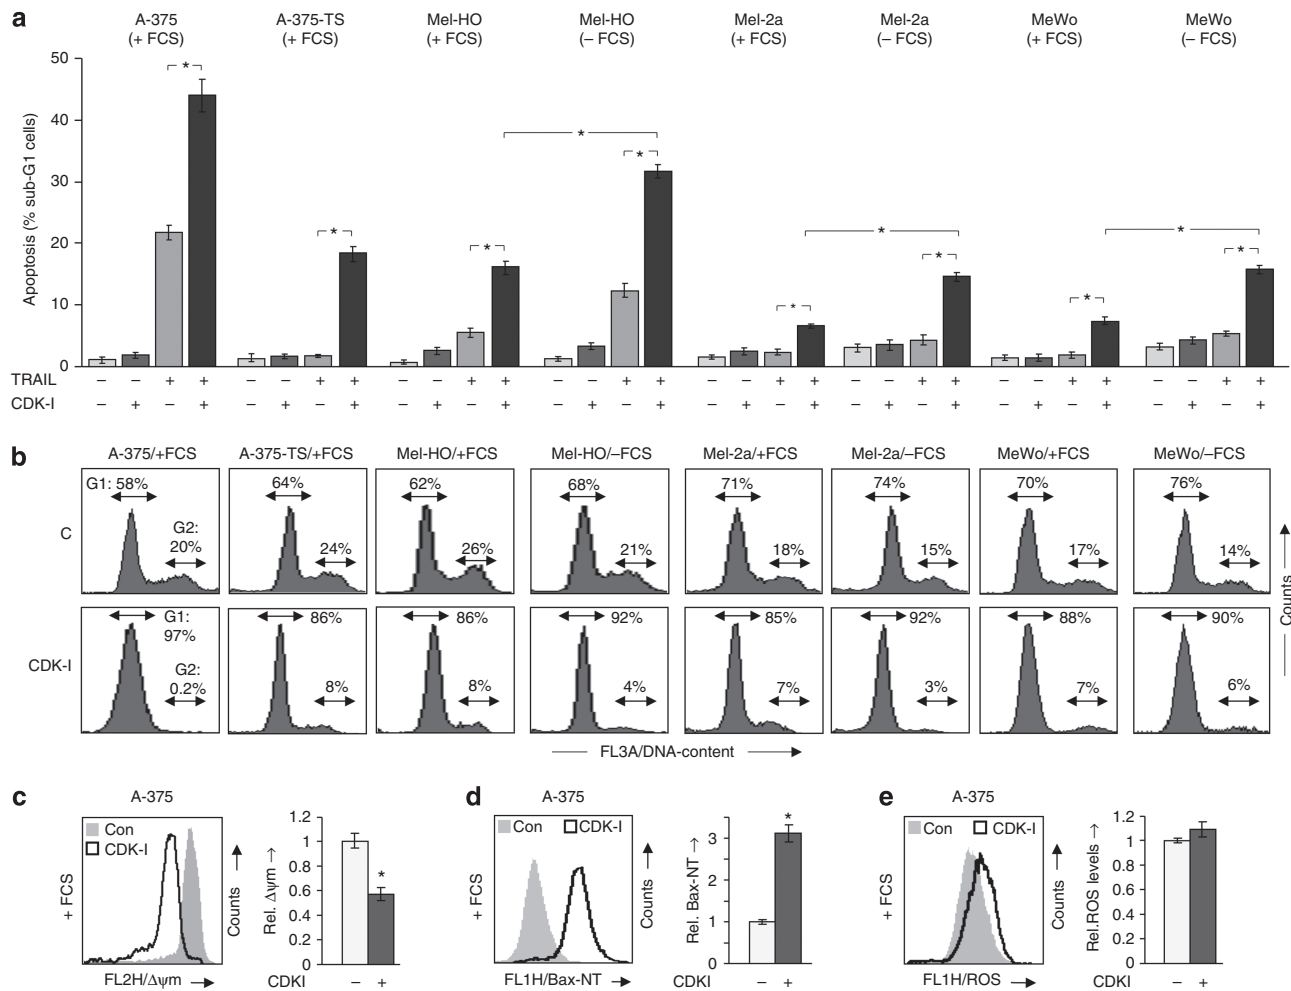 a
A-375 A-375-TS Mel-HO Mel-HO Mel-2a Mel-2a MeWo MeWo
(+ FCS) (+ FCS) (+ FCS) (– FCS) (+ FCS) (– FCS) (+ FCS) (– FCS)
Apoptosis (% sub-G1 cells)
50
40
30
20
10
0
* * * * * * * * * * *
TRAIL – – + + – – + + – – + + – – + + – – + + – – + + – – + + – – + +
CDK-I – + – + – + – + – + – + – + – + – + – + – + – + – + – + – + – +
b
A-375/+FCS A-375-TS/+FCS Mel-HO/+FCS Mel-HO/–FCS Mel-2a/+FCS Mel-2a/–FCS MeWo/+FCS MeWo/–FCS
C
G1: 58% 64% 62% 68% 71% 74% 70% 76%
G2:
20% 24% 26% 21% 18% 15% 17% 14%
CDK-I
G1:
97% 86% 86% 92% 85% 92% 88% 90%
G2:
0.2% 8% 8% 4% 7% 3% 7% 6%
Counts →
FL3A/DNA-content →
c
A-375
+ FCS
Con
CDK-I
Counts →
FL2H/Δψm →
Rel. Δψm →
1.2
1
0.8
0.6
0.4
0.2
0
*
CDKI – +
d
A-375
+ FCS
Con CDK-I
Counts →
FL1H/Bax-NT →
Rel. Bax-NT →
3
2
1
0
*
CDKI – +
e
A-375
+ FCS
Con CDK-I
Counts →
FL1H/ROS →
Rel.ROS levels →
1.2
1
0.8
0.6
0.4
0.2
0
CDKI – +